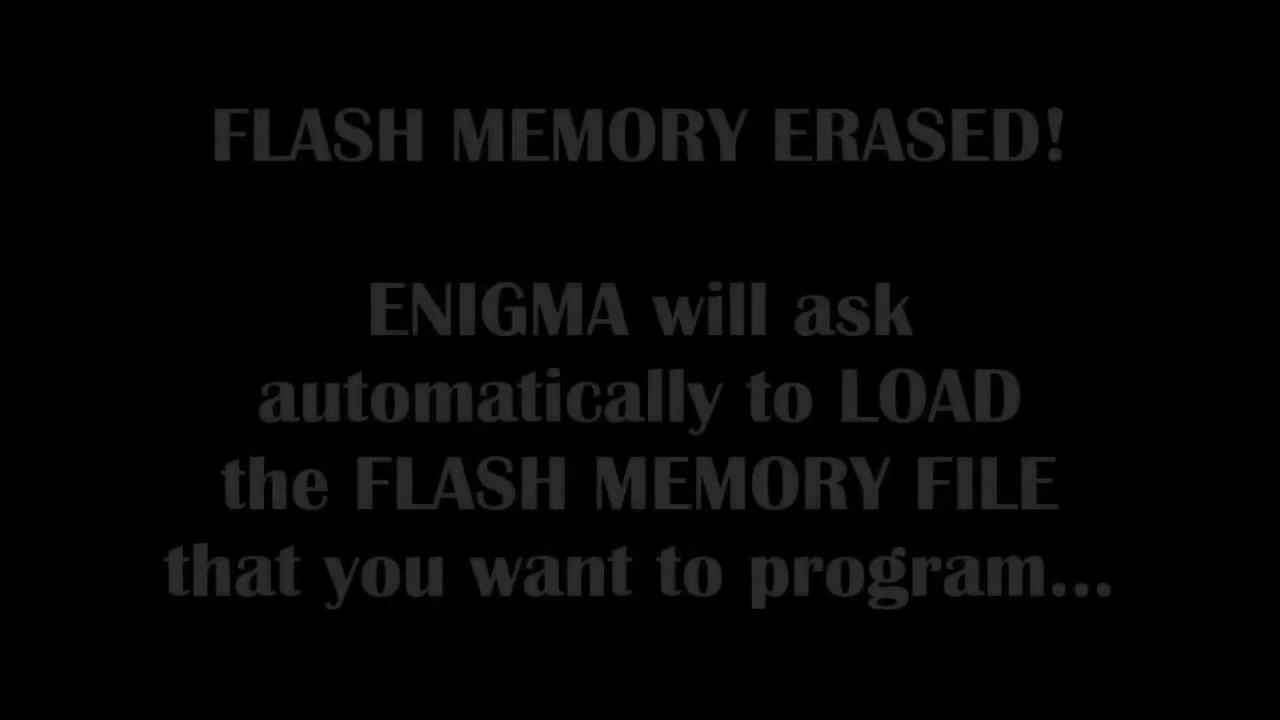 FLASH MEMORY ERASED!
ENIGMA will ask
automatically to LOAD
the FLASH MEMORY FILE
that you want to program...